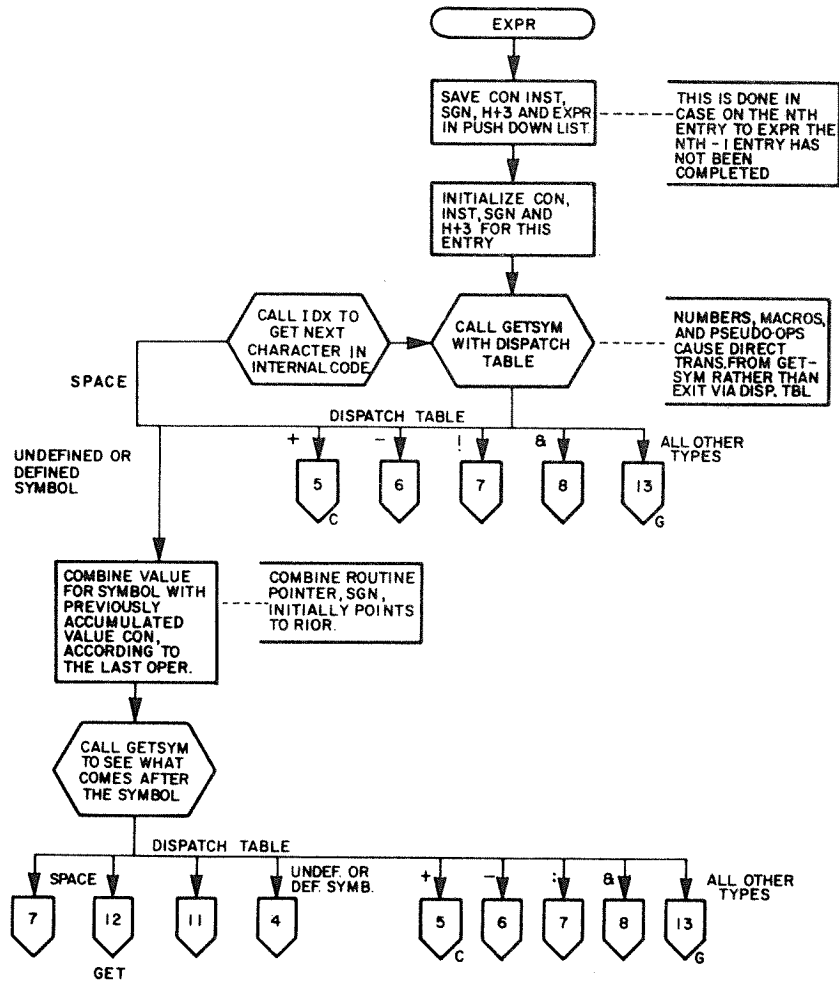 EXPR
SAVE CON INST,
SGN, H+3 AND EXPR
IN PUSH DOWN LIST.
THIS IS DONE IN
CASE ON THE NTH
ENTRY TO EXPR THE
NTH - I ENTRY HAS
NOT BEEN
COMPLETED
INITIALIZE CON,
INST, SGN AND
H+3 FOR THIS
ENTRY
CALL IDX TO
GET NEXT
CHARACTER IN
INTERNAL CODE
CALL GETSYM
WITH DISPATCH
TABLE
NUMBERS, MACROS,
AND PSEUDO-OPS
CAUSE DIRECT
TRANS. FROM GET-
SYM RATHER THAN
EXIT VIA DISP. TBL
SPACE
DISPATCH TABLE
UNDEFINED OR
DEFINED
SYMBOL
+
-
!
&
ALL OTHER
TYPES
5
6
7
8
13
C
G
COMBINE VALUE
FOR SYMBOL WITH
PREVIOUSLY
ACCUMULATED
VALUE CON,
ACCORDING TO
THE LAST OPER.
COMBINE ROUTINE
POINTER, SGN,
INITIALLY POINTS
TO RIOR.
CALL GETSYM
TO SEE WHAT
COMES AFTER
THE SYMBOL
DISPATCH TABLE
SPACE
UNDEF. OR
DEF. SYMB.
+
-
:
&
ALL OTHER
TYPES
7
12
11
4
5
6
7
8
13
C
G
GET